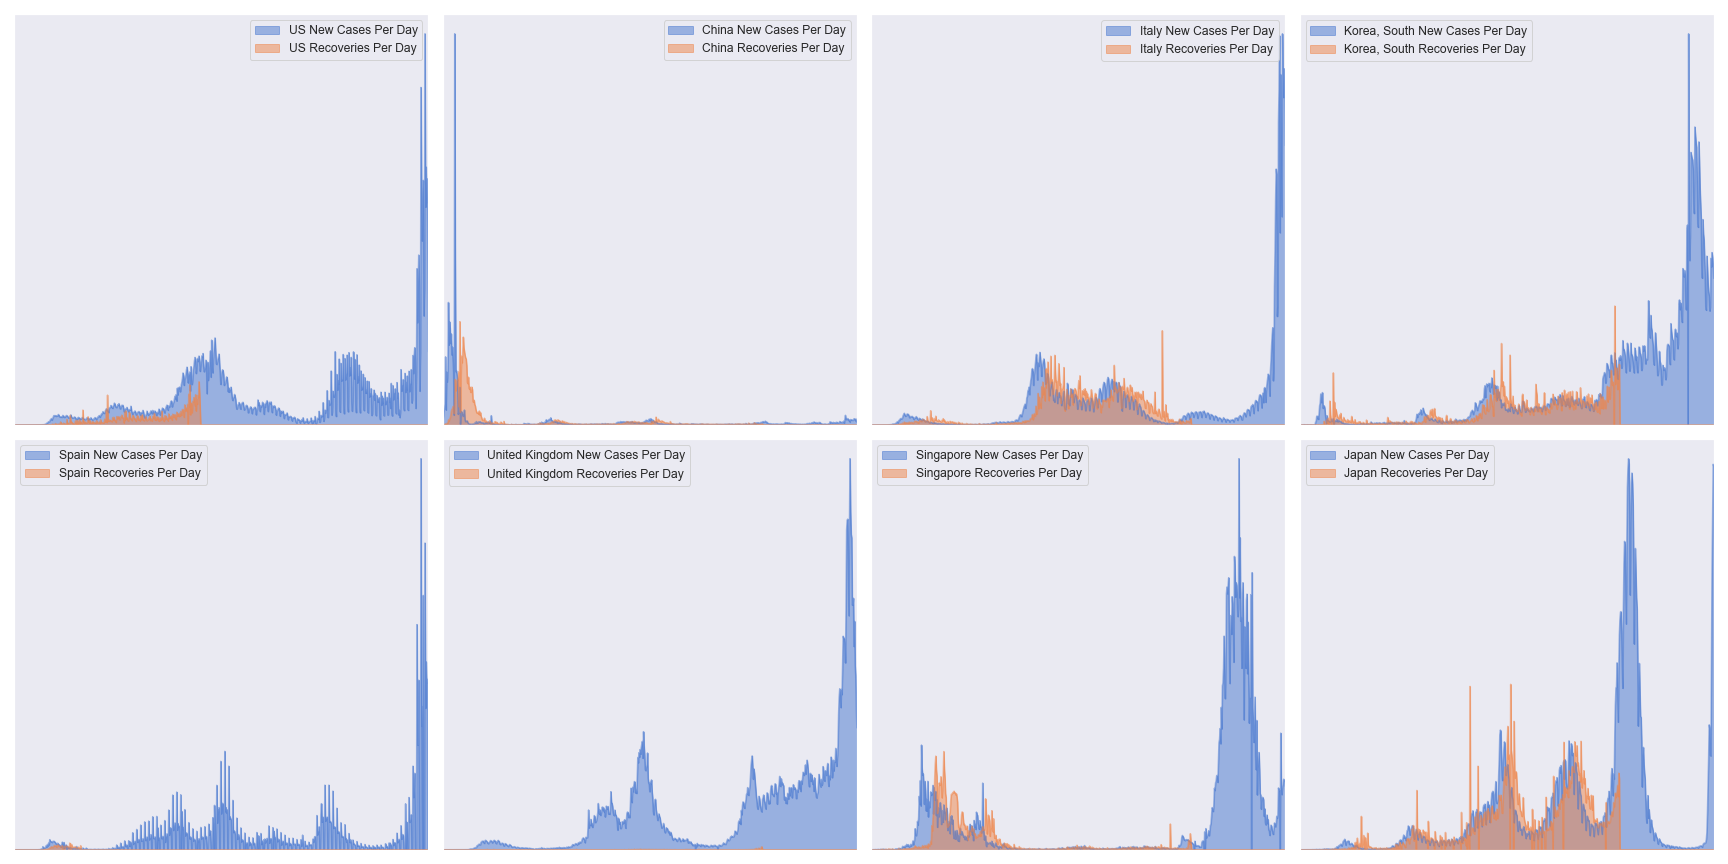 US New Cases Per Day
US Recoveries Per Day
China New Cases Per Day
China Recoveries Per Day
Italy New Cases Per Day
Italy Recoveries Per Day
Korea, South New Cases Per Day
Korea, South Recoveries Per Day
Spain New Cases Per Day
Spain Recoveries Per Day
United Kingdom New Cases Per Day
United Kingdom Recoveries Per Day
Singapore New Cases Per Day
Singapore Recoveries Per Day
Japan New Cases Per Day
Japan Recoveries Per Day